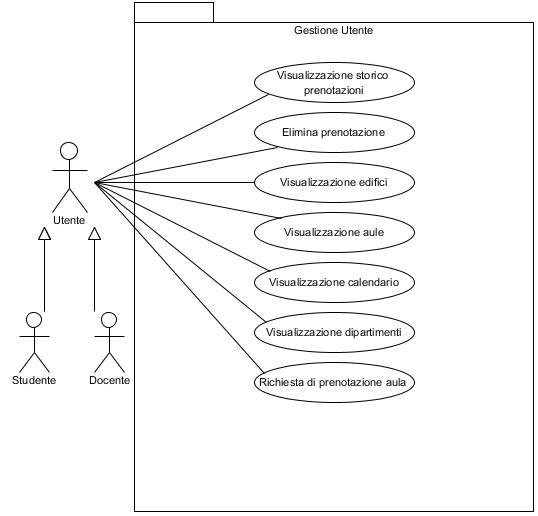 Gestione Utente
Visualizzazione storico
prenotazioni
Elimina prenotazione
Visualizzazione edifici
Visualizzazione aule
Visualizzazione calendario
Visualizzazione dipartimenti
Richiesta di prenotazione aula
Utente
Studente
Docente